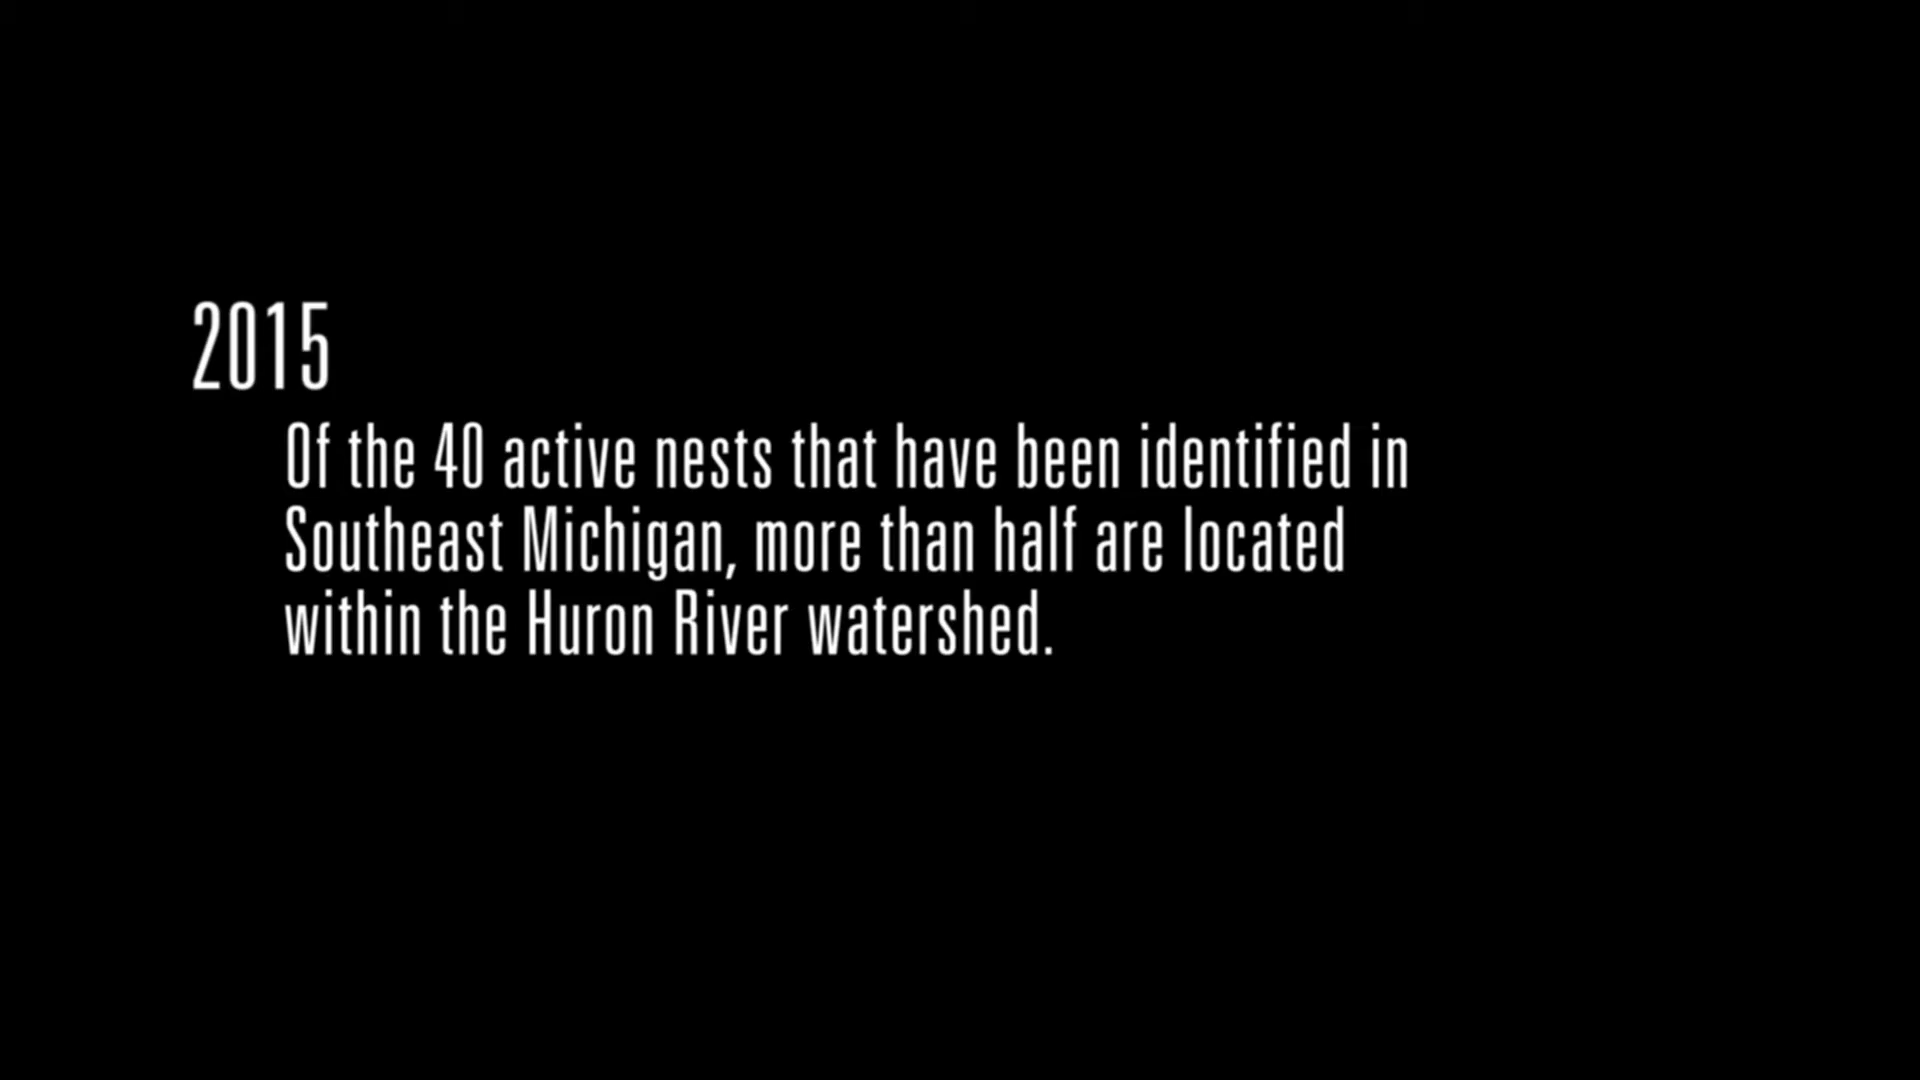 2015
Of the 40 active nests that have been identified in
Southeast Michigan, more than half are located
within the Huron River watershed.